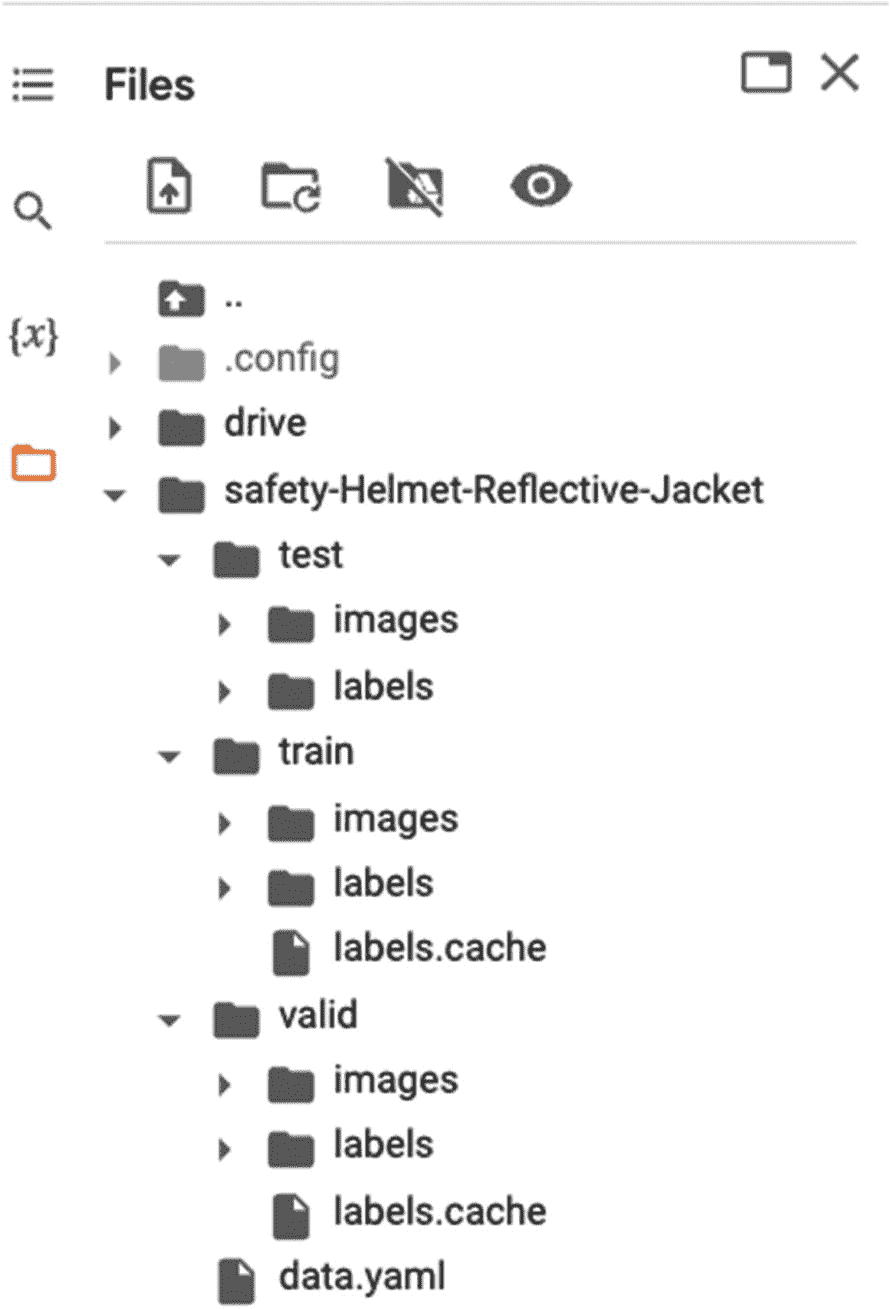 Files
..
{x}
.config
drive
safety-Helmet-Reflective-Jacket
test
images
labels
train
images
labels
labels.cache
valid
images
labels
labels.cache
data.yaml